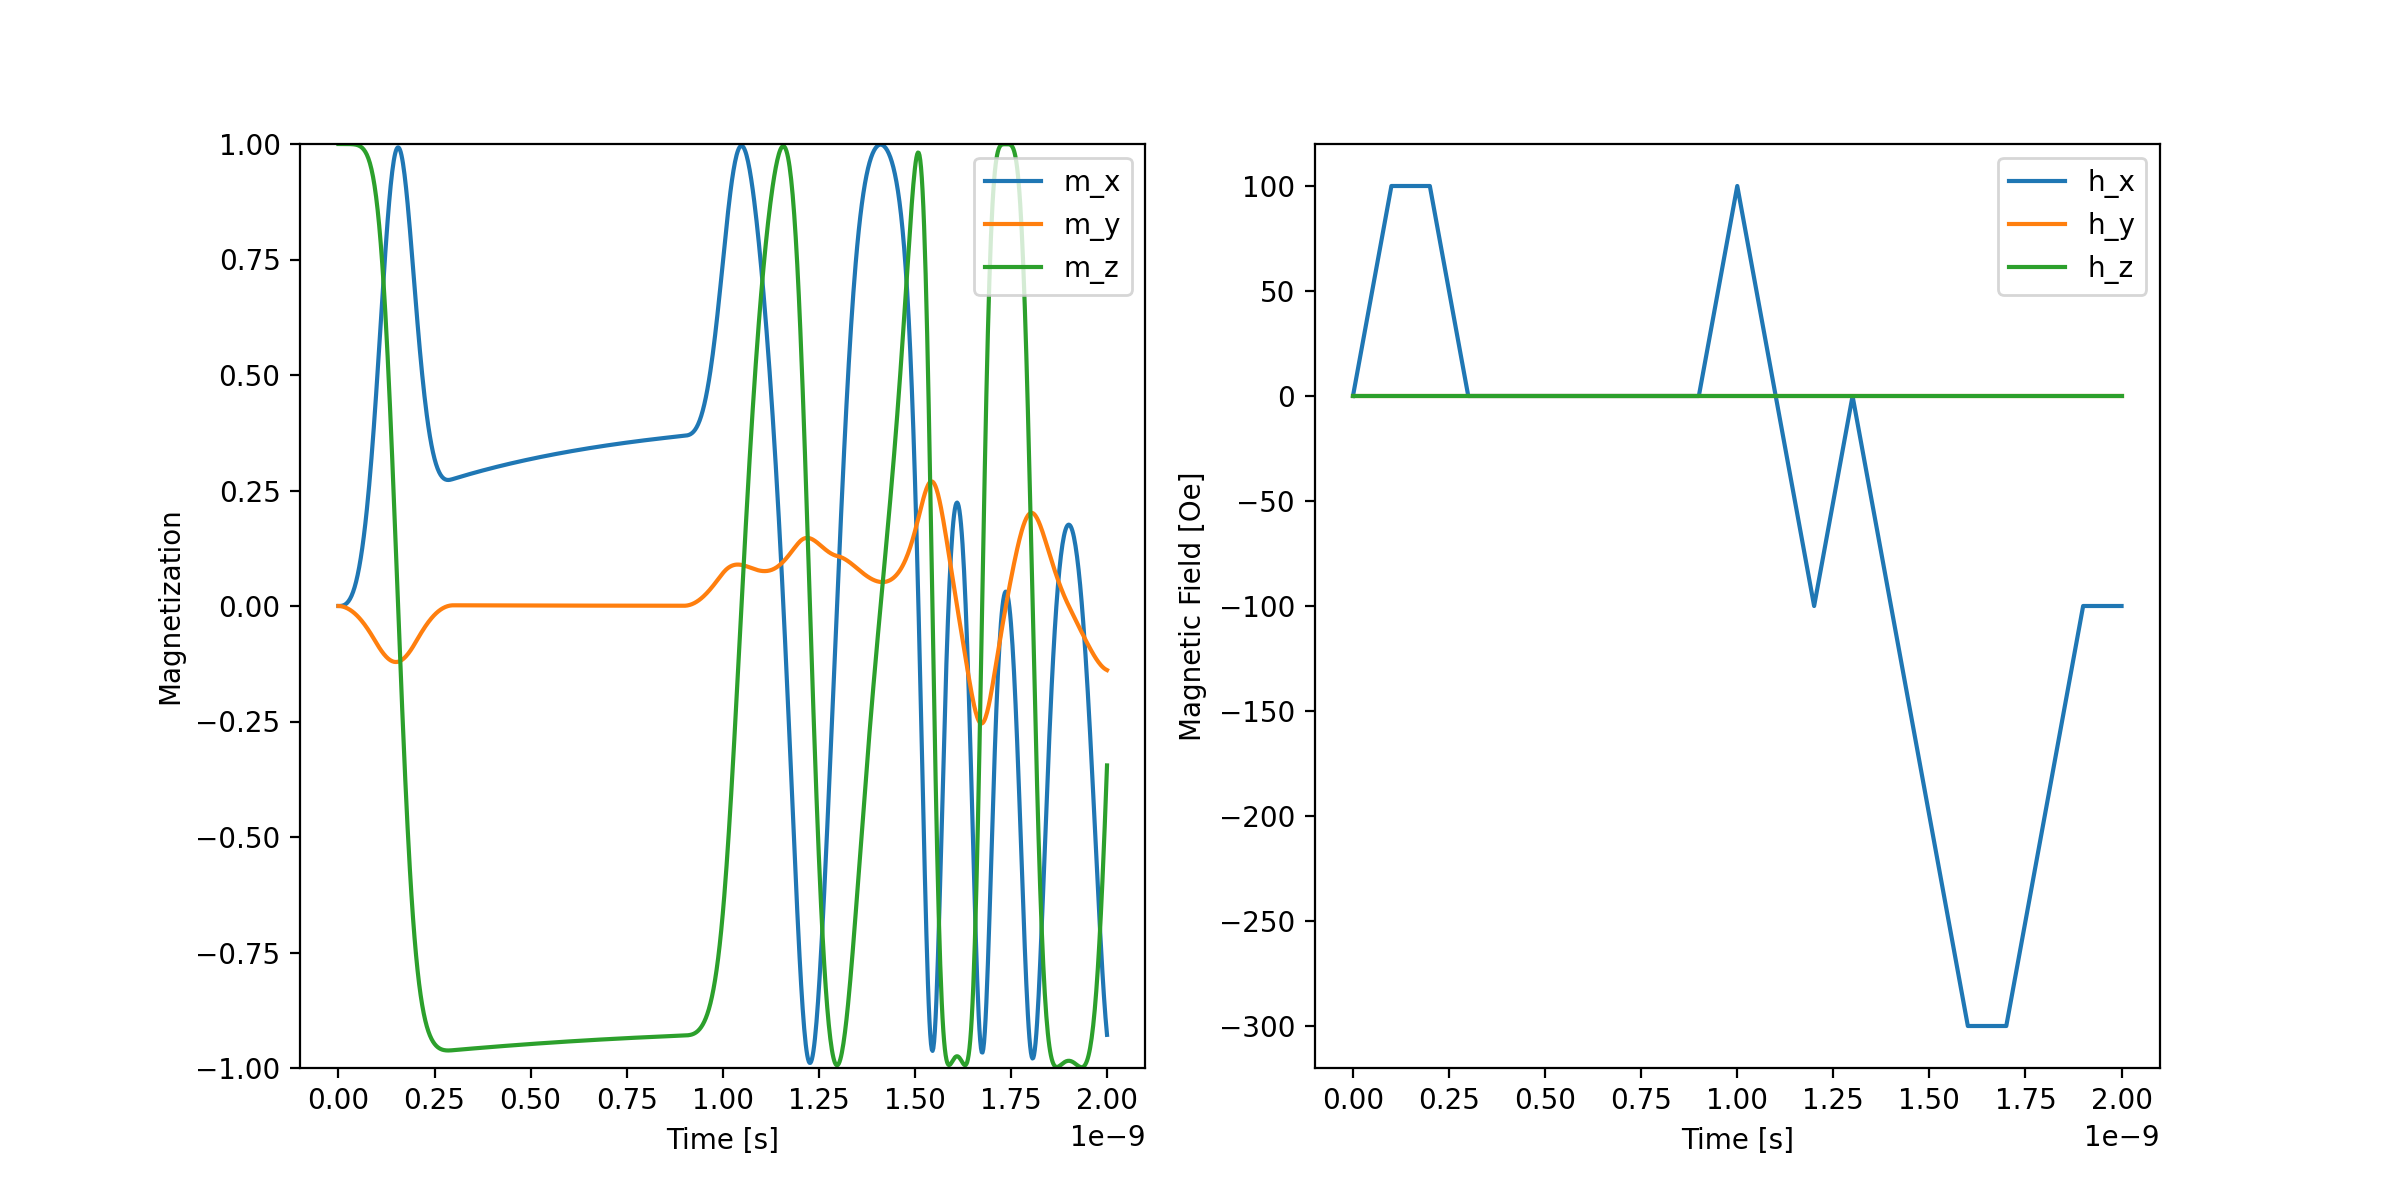 1.00
0.75
0.50
0.25
0.00
−0.25
−0.50
−0.75
−1.00
Magnetization
m_x
m_y
m_z
0.00 0.25 0.50 0.75 1.00 1.25 1.50 1.75 2.00
Time [s]
1e−9
100
50
0
−50
−100
−150
−200
−250
−300
Magnetic Field [Oe]
h_x
h_y
h_z
0.00 0.25 0.50 0.75 1.00 1.25 1.50 1.75 2.00
Time [s]
1e−9